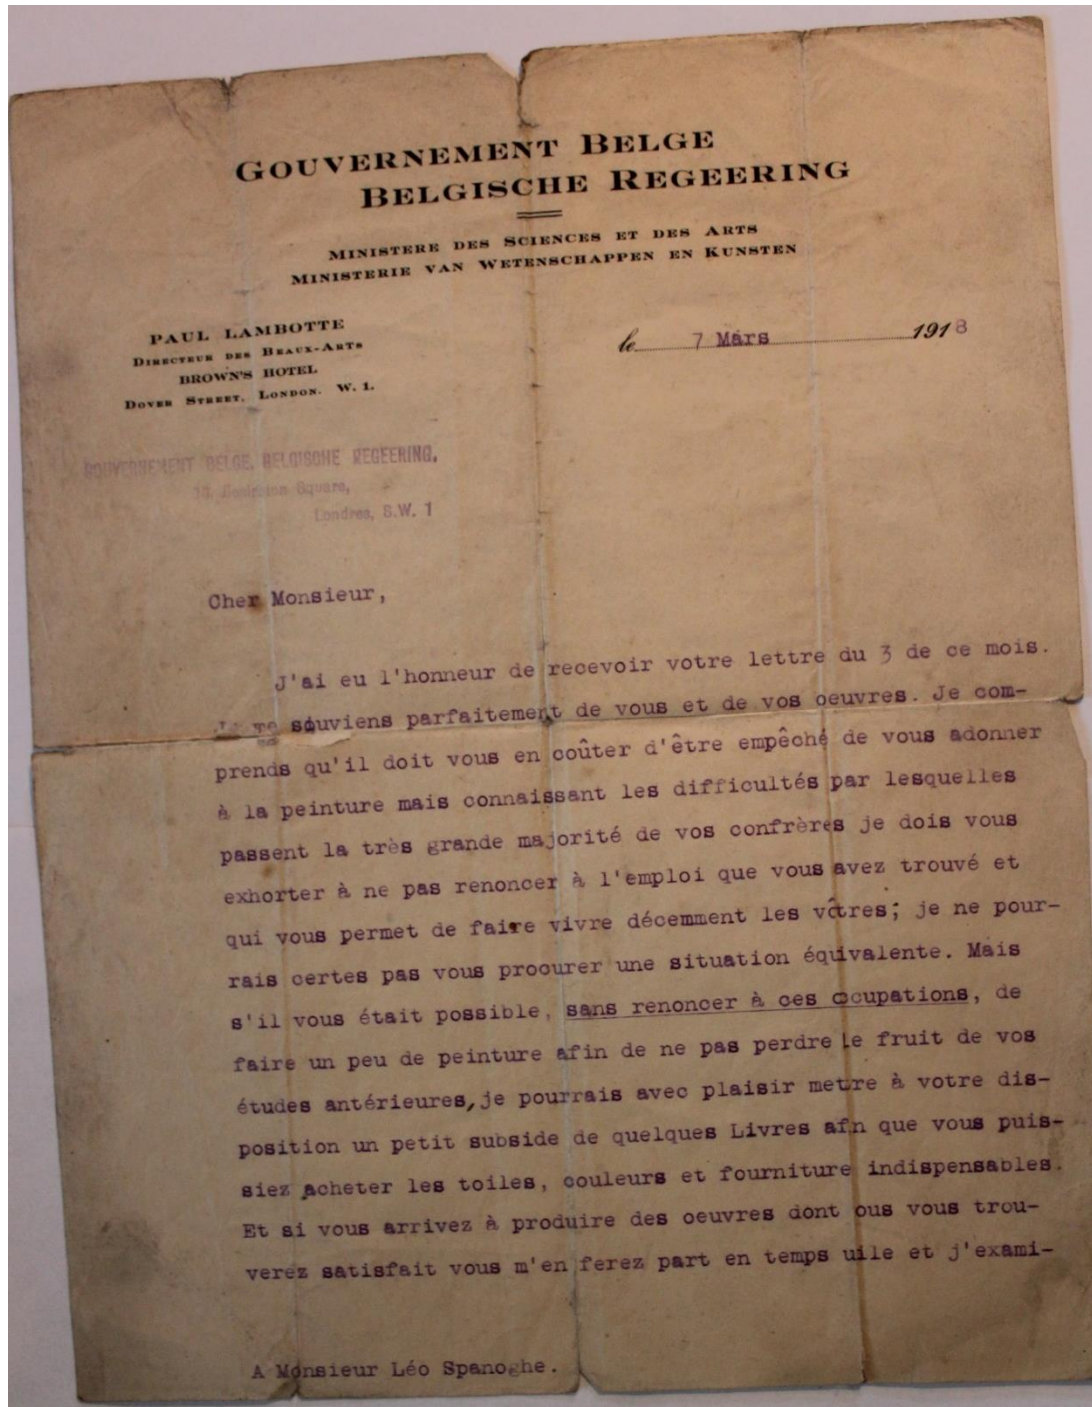 GOUVERNEMENT BELGE
BELGISCHE REGEERING
MINISTERE DES SCIENCES ET DES ARTS
MINISTERIE VAN WETENSCHAPPEN EN KUNSTEN
PAUL LAMBOTTE
DIRECTEUR DES BEAUX-ARTS
BROWN'S HOTEL
DOVER STREET, LONDON. W. 1.
le 7 Mars 1918
GOUVERNEMENT BELGE, BELGISCHE REGEERING,
Square,
Londres, S.W. 1
Cher Monsieur,
J'ai eu l'honneur de recevoir votre lettre du 3 de ce mois.
me souviens parfaitement de vous et de vos oeuvres. Je com-
prends qu'il doit vous en coûter d'être empêché de vous adonner
à la peinture mais connaissant les difficultés par lesquelles
passent la très grande majorité de vos confrères je dois vous
exhorter à ne pas renoncer à l'emploi que vous avez trouvé et
qui vous permet de faire vivre décemment les vôtres; je ne pour-
rais certes pas vous procurer une situation équivalente. Mais
s'il vous était possible, sans renoncer à ces occupations, de
faire un peu de peinture afin de ne pas perdre le fruit de vos
études antérieures, je pourrais avec plaisir mettre à votre dis-
position un petit subside de quelques Livres afin que vous puis-
siez acheter les toiles, couleurs et fourniture indispensables.
Et si vous arrivez à produire des oeuvres dont vous vous trou-
verez satisfait vous m'en ferez part en temps utile et j'exami-
A Monsieur Léo Spanoghe.